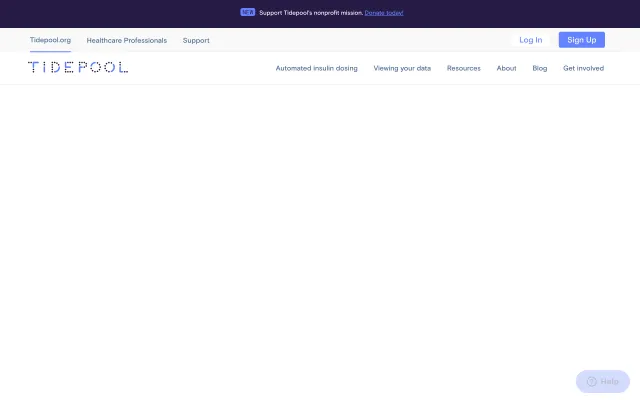 NEW Support Tidepool's nonprofit mission. Donate today!
Tidepool.org Healthcare Professionals Support Log In Sign Up
TIDEPOOL Automated insulin dosing Viewing your data Resources About Blog Get involved
Help